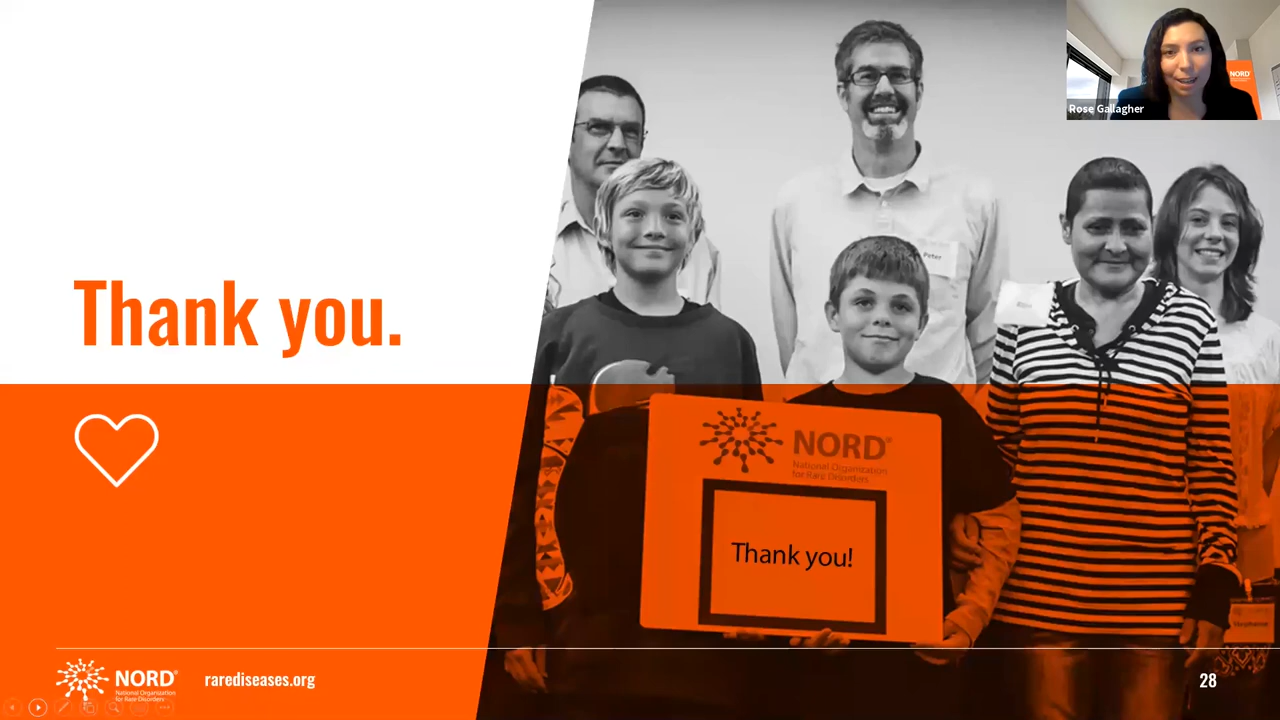 Rose Gallagher
NORD®
Peter
Thank you.
NORD®
National Organization
for Rare Disorders
Thank you!
Stephanie
NORD®
National Organization
for Rare Disorders
rarediseases.org
28